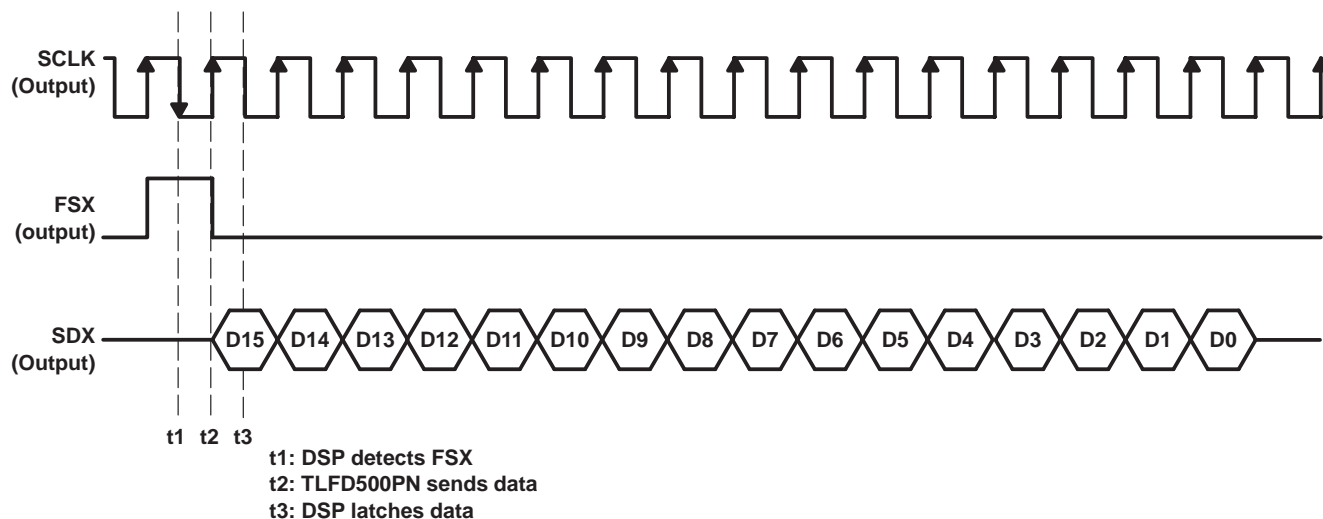 SCLK
(Output)
FSX
(output)
SDX
(Output)
D15 D14 D13 D12 D11 D10 D9 D8 D7 D6 D5 D4 D3 D2 D1 D0
t1 t2 t3
t1: DSP detects FSX
t2: TLFD500PN sends data
t3: DSP latches data